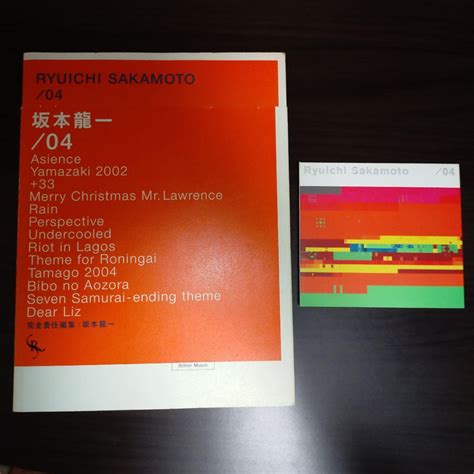 RYUICHI SAKAMOTO
/04
坂本龍一
/04
Asience
Yamazaki 2002
+33
Merry Christmas Mr. Lawrence
Rain
Perspective
Undercooled
Riot in Lagos
Theme for Roningai
Tamago 2004
Bibo no Aozora
Seven Samurai-ending theme
Dear Liz
完全責任編集:坂本龍一
Rittor Music
Ryuichi Sakamoto /04